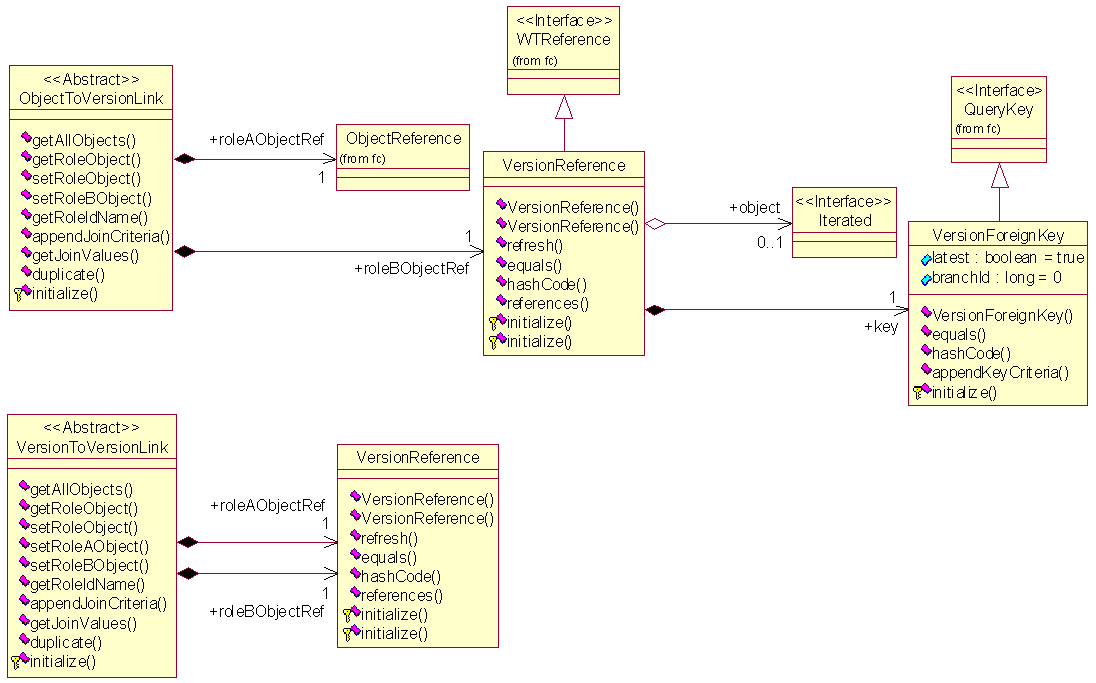 <<Interface>>
WTReference
(from fc)
<<Abstract>>
ObjectToVersionLink
getAllObjects()
getRoleObject()
setRoleObject()
setRoleBObject()
getRoleIdName()
appendJoinCriteria()
getJoinValues()
duplicate()
initialize()
+roleAObjectRef
1
ObjectReference
(from fc)
1
+roleBObjectRef
VersionReference
VersionReference()
VersionReference()
refresh()
equals()
hashCode()
references()
initialize()
initialize()
+object
0..1
<<Interface>>
Iterated
<<Interface>
QueryKey
(from fc)
1
+key
VersionForeignKey
latest : boolean = true
branchId : long = 0
VersionForeignKey()
equals()
hashCode()
appendKeyCriteria()
initialize()
<<Abstract>>
VersionToVersionLink
getAllObjects()
getRoleObject()
setRoleObject()
setRoleAObject()
setRoleBObject()
getRoleIdName()
appendJoinCriteria()
getJoinValues()
duplicate()
initialize()
+roleAObjectRef
1
1
+roleBObjectRef
VersionReference
VersionReference()
VersionReference()
refresh()
equals()
hashCode()
references()
initialize()
initialize()